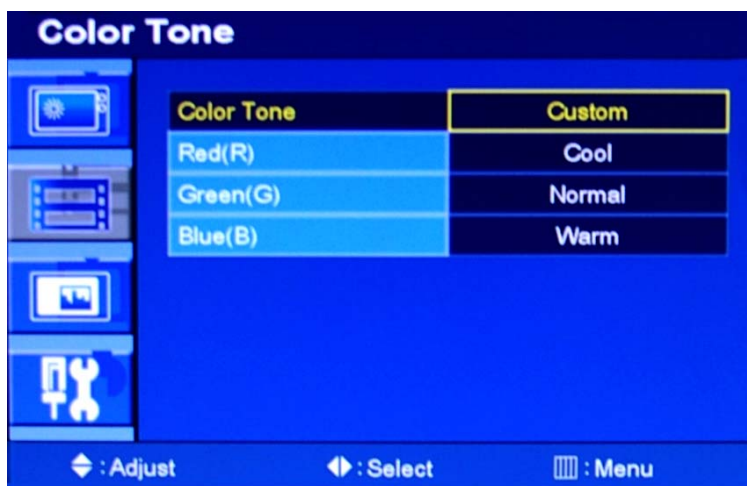 Color Tone
Color Tone Custom
Red(R) Cool
Green(G) Normal
Blue(B) Warm
: Adjust : Select : Menu